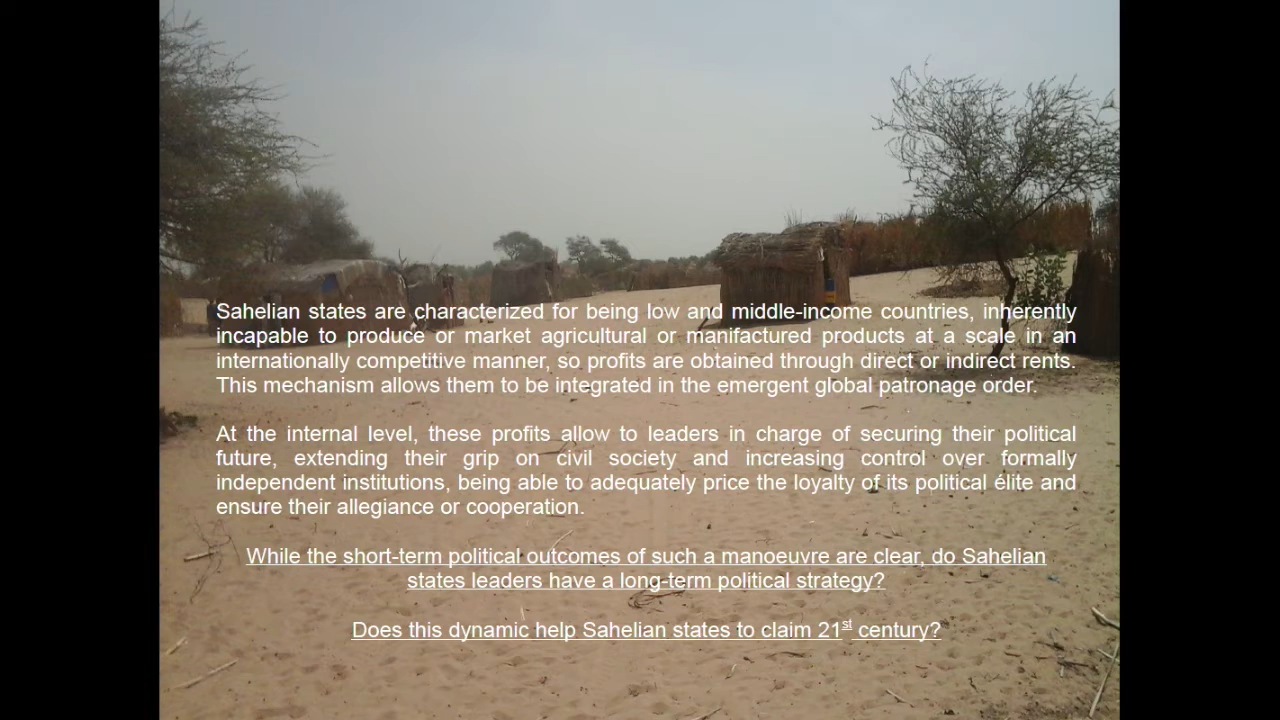 Sahelian states are characterized for being low and middle-income countries, inherently
incapable to produce or market agricultural or manifactured products at a scale in an
internationally competitive manner, so profits are obtained through direct or indirect rents.
This mechanism allows them to be integrated in the emergent global patronage order.
At the internal level, these profits allow to leaders in charge of securing their political
future, extending their grip on civil society and increasing control over formally
independent institutions, being able to adequately price the loyalty of its political élite and
ensure their allegiance or cooperation.
While the short-term political outcomes of such a manoeuvre are clear, do Sahelian
states leaders have a long-term political strategy?
Does this dynamic help Sahelian states to claim 21st century?